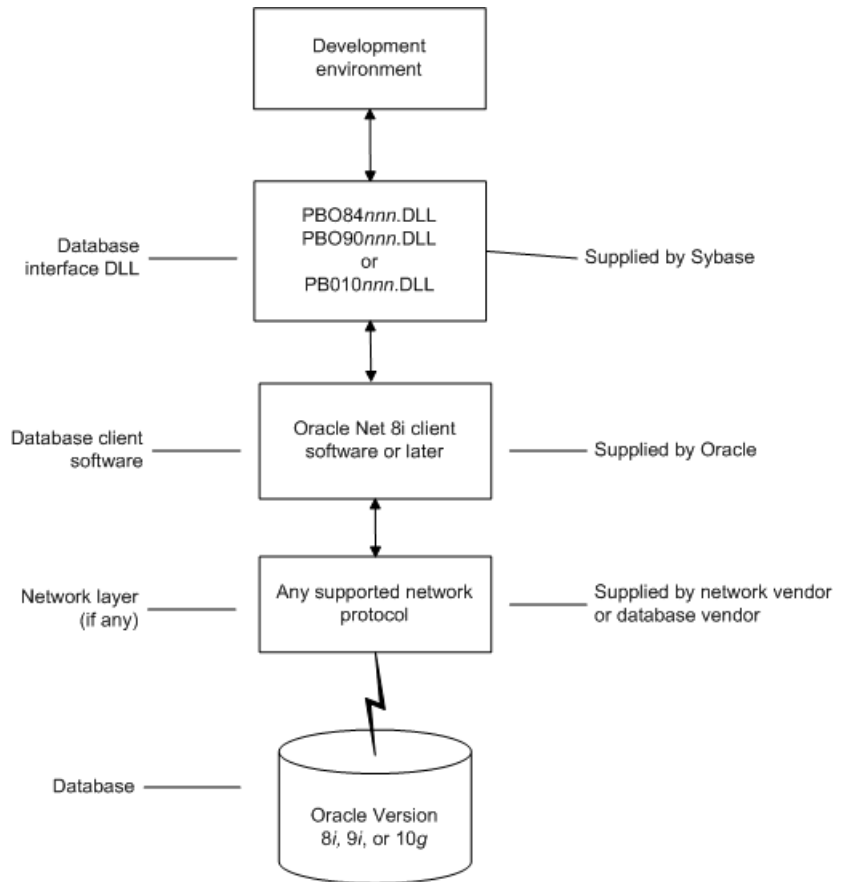 Development
environment
PBO84nnn.DLL
PBO90nnn.DLL
or
PB010nnn.DLL
Database
interface DLL
Supplied by Sybase
Oracle Net 8i client
software or later
Database client
software
Supplied by Oracle
Any supported network
protocol
Network layer
(if any)
Supplied by network vendor
or database vendor
Database
Oracle Version
8i, 9i, or 10g